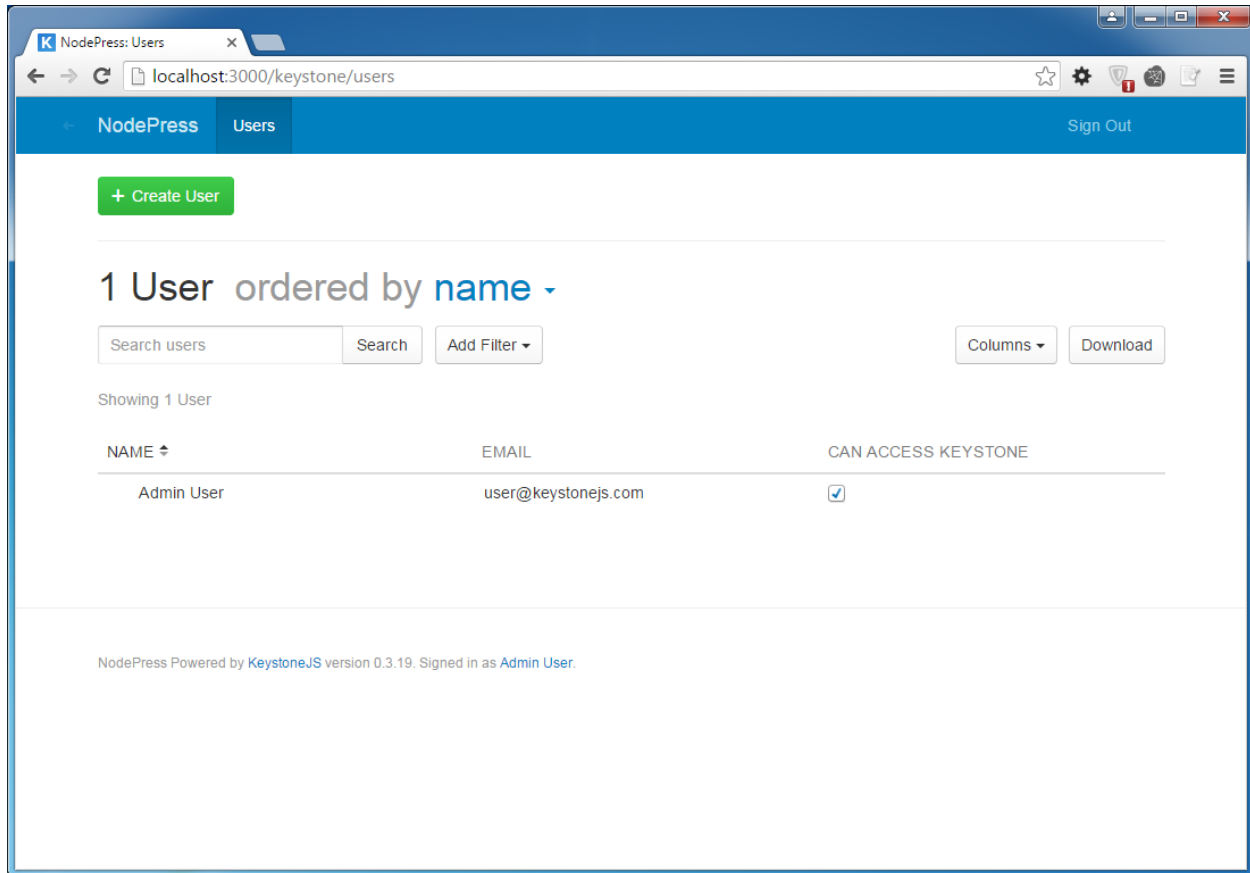 K NodePress: Users
localhost:3000/keystone/users
NodePress Users Sign Out
+ Create User
1 User ordered by name
Search users Search Add Filter Columns Download
Showing 1 User
NAME EMAIL CAN ACCESS KEYSTONE
Admin User user@keystonejs.com
NodePress Powered by KeystoneJS version 0.3.19. Signed in as Admin User.